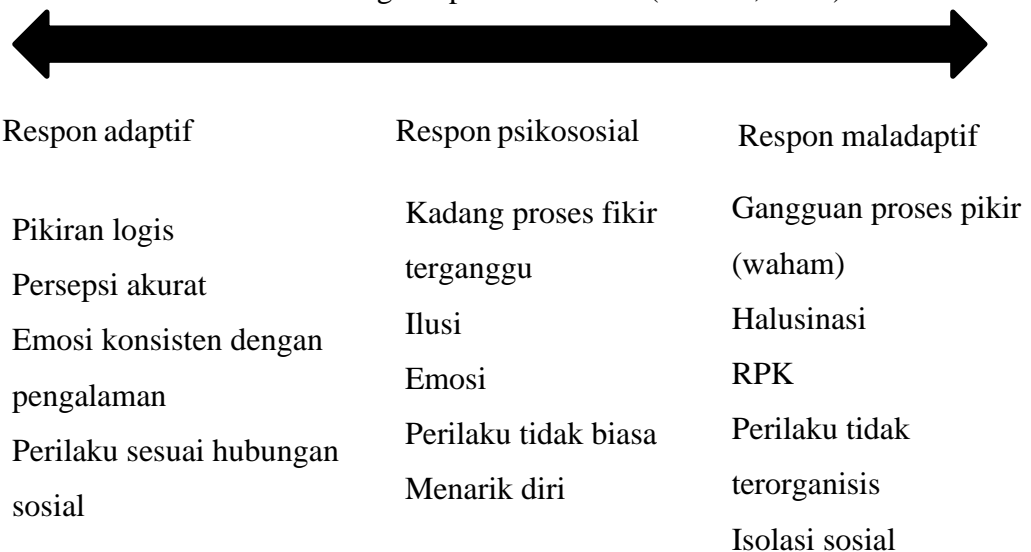 Respon adaptif
Respon psikososial
Respon maladaptif
Pikiran logis
Persepsi akurat
Emosi konsisten dengan
pengalaman
Perilaku sesuai hubungan
sosial
Kadang proses fikir
terganggu
Ilusi
Emosi
Perilaku tidak biasa
Menarik diri
Gangguan proses pikir
(waham)
Halusinasi
RPK
Perilaku tidak
terorganisis
Isolasi sosial